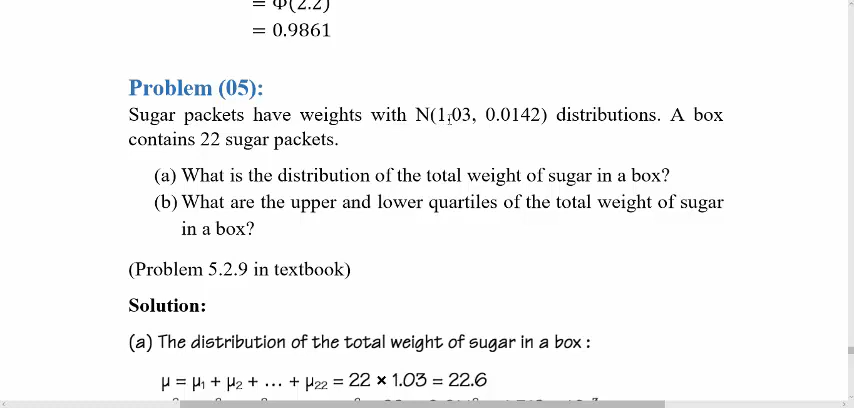 = Φ(2.2)
= 0.9861
Problem (05):
Sugar packets have weights with N(1.03, 0.0142) distributions. A box
contains 22 sugar packets.
(a) What is the distribution of the total weight of sugar in a box?
(b) What are the upper and lower quartiles of the total weight of sugar
in a box?
(Problem 5.2.9 in textbook)
Solution:
(a) The distribution of the total weight of sugar in a box :
μ = μ₁ + μ₂ + ... + μ₂₂ = 22 × 1.03 = 22.6